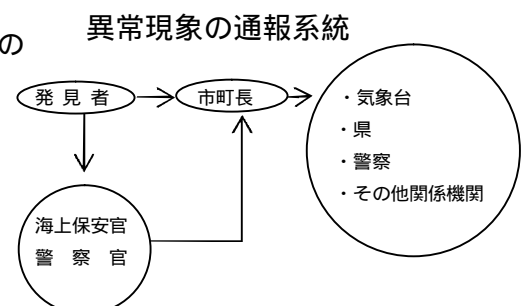 の
異常現象の通報系統
発見者
市町長
・気象台
・県
・警察
・その他関係機関
海上保安官
警察官